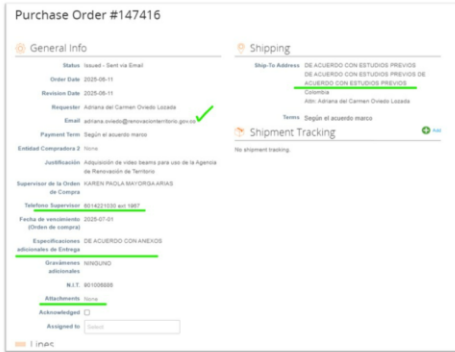 Purchase Order #147416
General Info
Status Issued - Sent via Email
Order Date 2025-06-11
Revision Date 2025-06-11
Requester Adriana del Carmen Oviedo Lozada
Email adriana.oviedo@renovacionterritorio.gov.co
Payment Term Según el acuerdo marco
Entidad Compradora 2 None
Justificación Adquisición de video beams para uso de la Agencia
de Renovación de Territorio
Supervisor de la Orden KAREN PAOLA MAYORGA ARIAS
de Compra
Teléfono Supervisor 6014221030 ext 1867
Fecha de vencimiento 2025-07-01
(Orden de compra)
Especificaciones DE ACUERDO CON ANEXOS
adicionales de Entrega
Gravámenes NINGUNO
adicionales
N.I.T.
Attachments None
Acknowledged
Assigned to Select
Lines
Shipping
Ship-To Address DE ACUERDO CON ESTUDIOS PREVIOS
DE ACUERDO CON ESTUDIOS PREVIOS DE
ACUERDO CON ESTUDIOS PREVIOS
Colombia
Attn: Adriana del Carmen Oviedo Lozada
Terms Según el acuerdo marco
Shipment Tracking
Add
No shipment tracking.